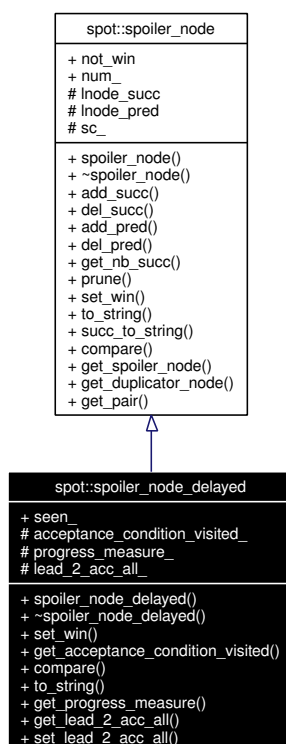 spot::spoiler_node
+ not_win
+ num_
# lnode_succ
# lnode_pred
# sc_
+ spoiler_node()
+ ~spoiler_node()
+ add_succ()
+ del_succ()
+ add_pred()
+ del_pred()
+ get_nb_succ()
+ prune()
+ set_win()
+ to_string()
+ succ_to_string()
+ compare()
+ get_spoiler_node()
+ get_duplicator_node()
+ get_pair()
spot::spoiler_node_delayed
+ seen_
# acceptance_condition_visited_
# progress_measure_
# lead_2_acc_all_
+ spoiler_node_delayed()
+ ~spoiler_node_delayed()
+ set_win()
+ get_acceptance_condition_visited()
+ compare()
+ to_string()
+ get_progress_measure()
+ get_lead_2_acc_all()
+ set_lead_2_acc_all()